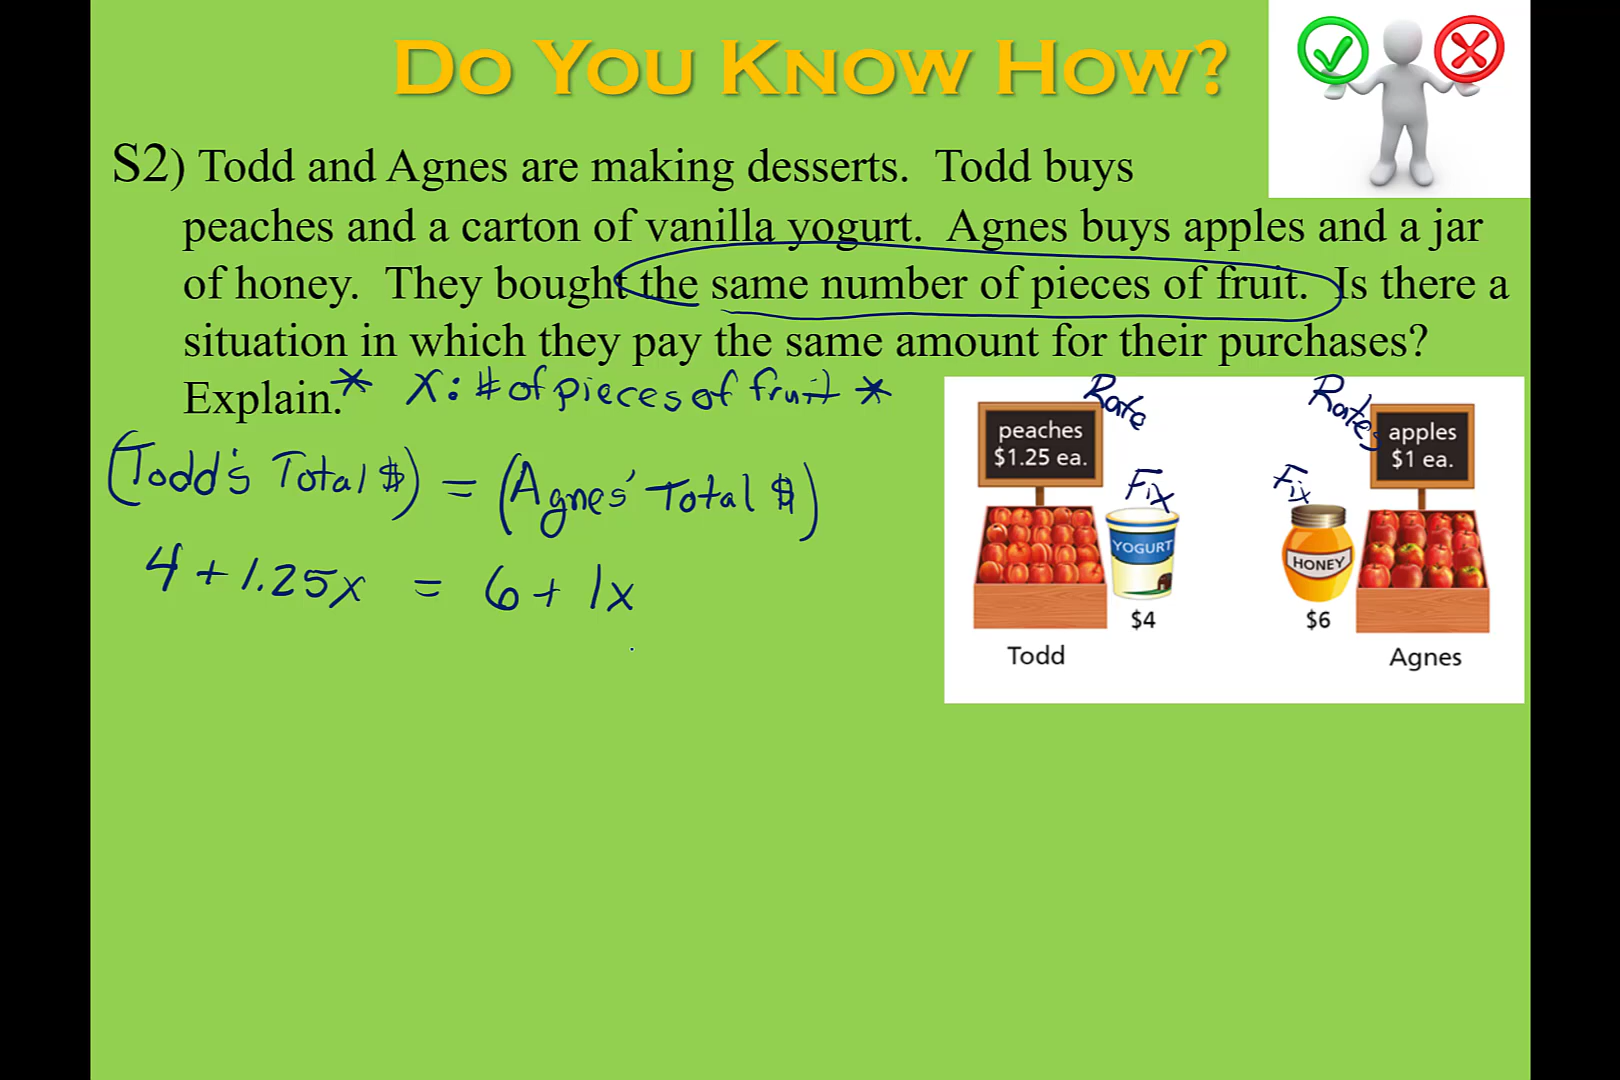 Do You Know How?
S2) Todd and Agnes are making desserts. Todd buys
peaches and a carton of vanilla yogurt. Agnes buys apples and a jar
of honey. They bought the same number of pieces of fruit. Is there a
situation in which they pay the same amount for their purchases?
Explain.* X: # of pieces of fruit *
(Todd's Total $) = (Agnes' Total $)
4 + 1.25x = 6 + 1x
Rate
Rates
peaches
$1.25 ea.
apples
$1 ea.
Fix
Fix
YOGURT
HONEY
$4
$6
Todd
Agnes